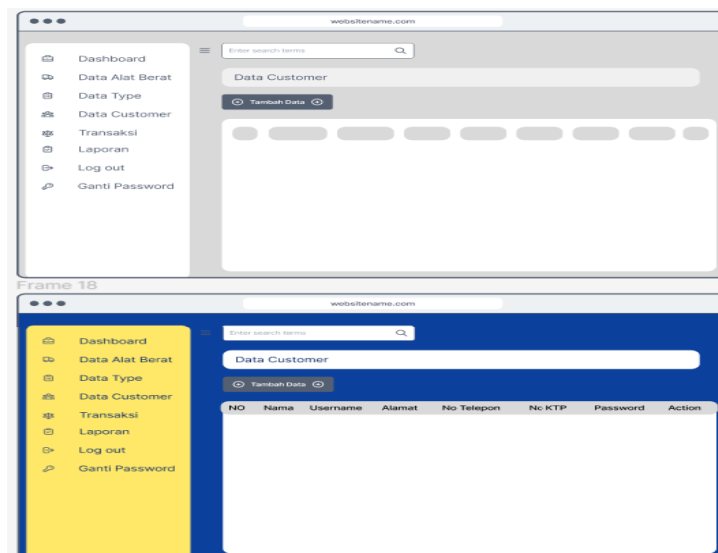 websitename.com
Enter search terms
Dashboard
Data Alat Berat
Data Type
Data Customer
Transaksi
Laporan
Log out
Ganti Password
Data Customer
Tambah Data
Frame 18
websitename.com
Enter search terms
Dashboard
Data Alat Berat
Data Type
Data Customer
Transaksi
Laporan
Log out
Ganti Password
Data Customer
Tambah Data
NO Nama Username Alamat No Telepon No KTP Password Action